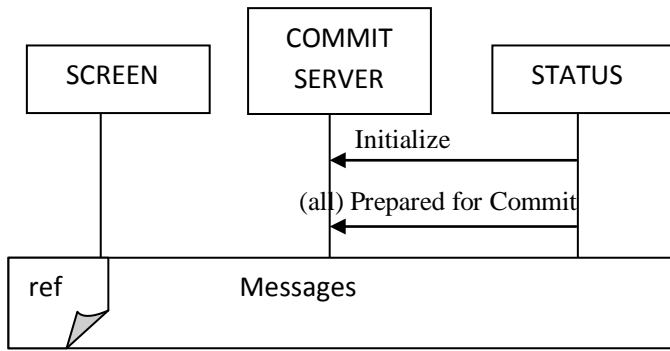 SCREEN
COMMIT
SERVER
STATUS
Initialize
(all) Prepared for Commit
ref
Messages